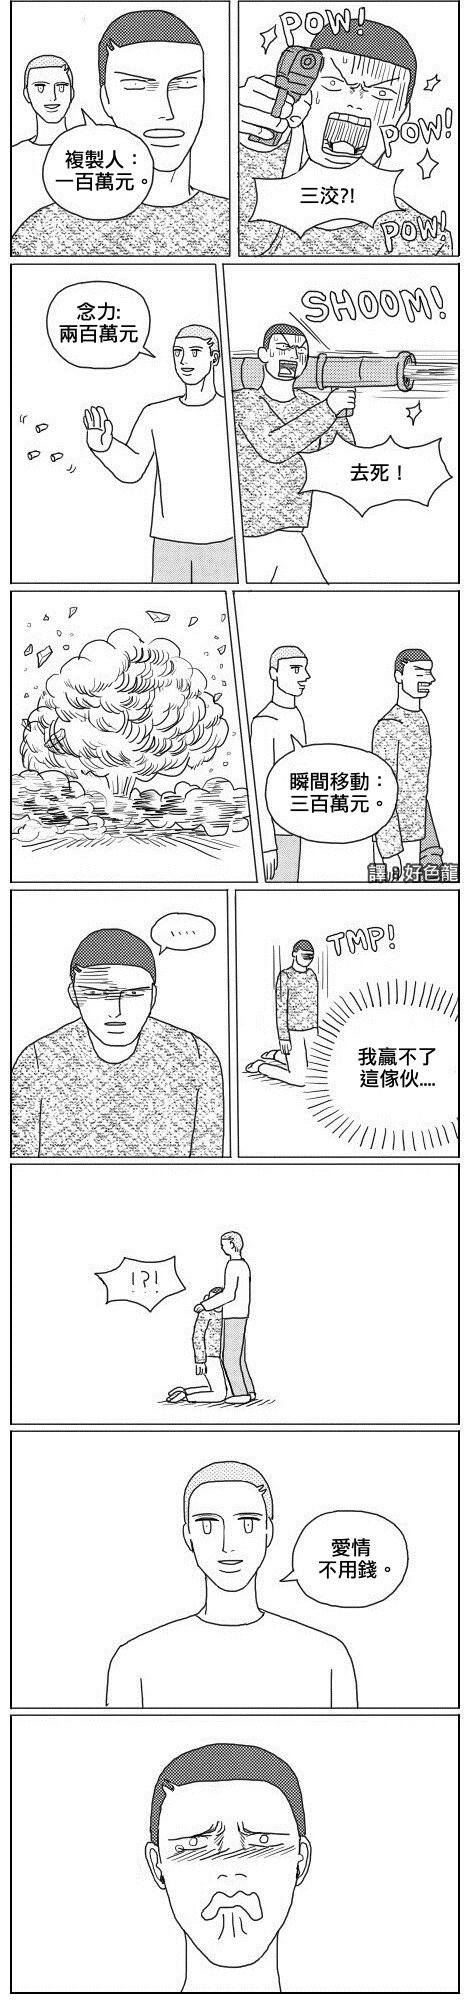 複製人：
一百萬元。
POW!
POW!
POW!
三洨?!
念力:
兩百萬元
SHOOM!
去死！
瞬間移動：
三百萬元。
譯：好色龍
.....
TMP!
我贏不了
這傢伙....
!?!
愛情
不用錢。